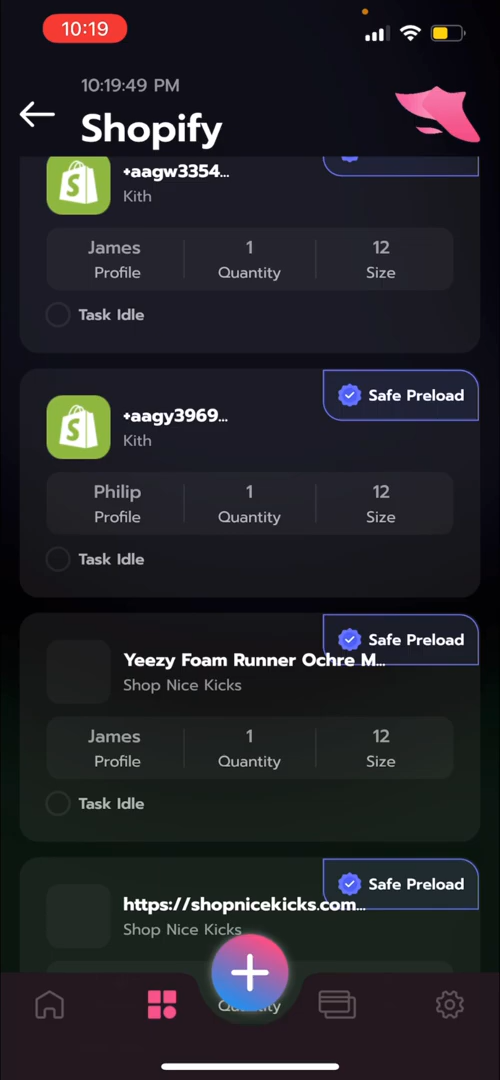 10:19
10:19:49 PM
Shopify
+aagw3354...
Kith
James 1 12
Profile Quantity Size
Task Idle
Safe Preload
+aagy3969...
Kith
Philip 1 12
Profile Quantity Size
Task Idle
Safe Preload
Yeezy Foam Runner Ochre M...
Shop Nice Kicks
James 1 12
Profile Quantity Size
Task Idle
Safe Preload
https://shopnicekicks.com...
Shop Nice Kicks
Quantity